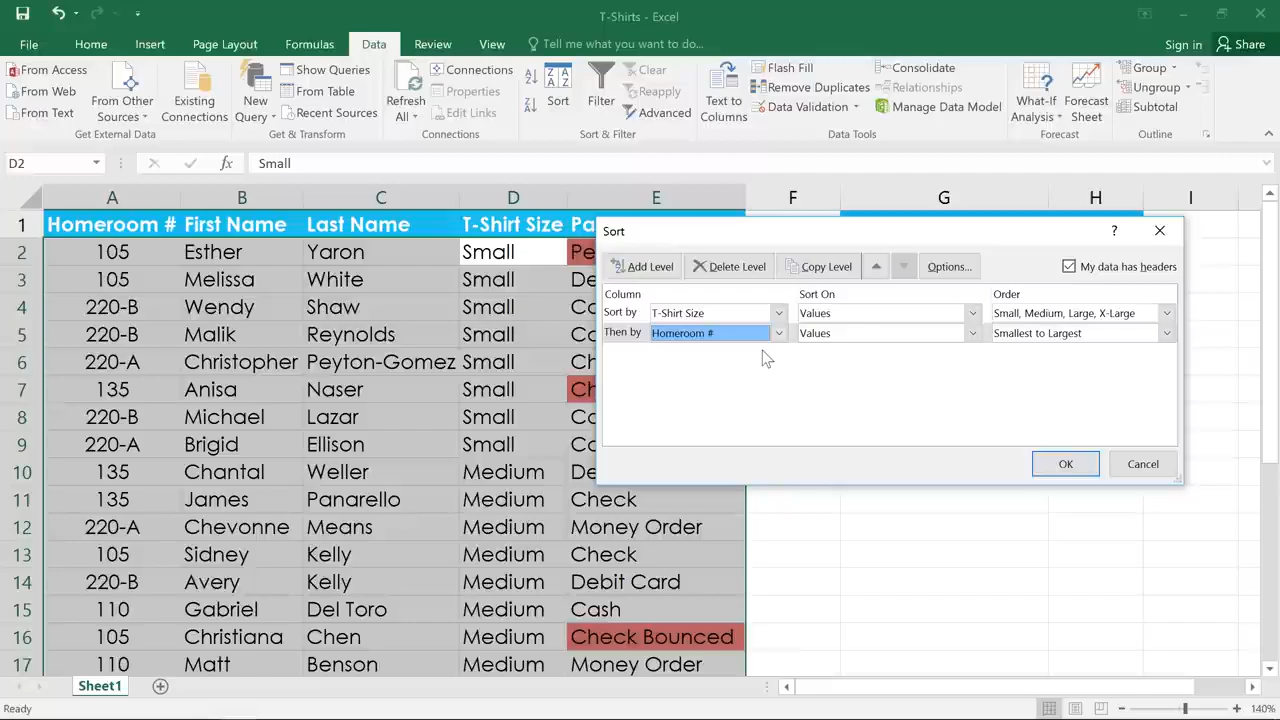 T-Shirts - Excel
File Home Insert Page Layout Formulas Data Review View Tell me what you want to do... Sign in Share
From Access
From Web
From Text
From Other Sources
Existing Connections
Get External Data
New Query
Show Queries
From Table
Recent Sources
Get & Transform
Refresh All
Connections
Properties
Edit Links
Connections
Sort
Filter
Clear
Reapply
Advanced
Sort & Filter
Text to Columns
Flash Fill
Remove Duplicates
Data Validation
Consolidate
Relationships
Manage Data Model
Data Tools
What-If Analysis
Forecast Sheet
Forecast
Group
Ungroup
Subtotal
Outline
D2 fx Small
A B C D E F G H I
1 Homeroom # First Name Last Name T-Shirt Size Pa
2 105 Esther Yaron Small Pe
3 105 Melissa White Small De
4 220-B Wendy Shaw Small Ca
5 220-B Malik Reynolds Small Ca
6 220-A Christopher Peyton-Gomez Small Ca
7 135 Anisa Naser Small Ch
8 220-B Michael Lazar Small Ca
9 220-A Brigid Ellison Small Ca
10 135 Chantal Weller Medium De
11 135 James Panarello Medium Check
12 220-A Chevonne Means Medium Money Order
13 105 Sidney Kelly Medium Check
14 220-B Avery Kelly Medium Debit Card
15 110 Gabriel Del Toro Medium Cash
16 105 Christiana Chen Medium Check Bounced
17 110 Matt Benson Medium Money Order
Sort ?
Add Level Delete Level Copy Level Options... My data has headers
Column Sort On Order
Sort by T-Shirt Size Values Small, Medium, Large, X-Large
Then by Homeroom # Values Smallest to Largest
OK Cancel
Sheet1
Ready 140%